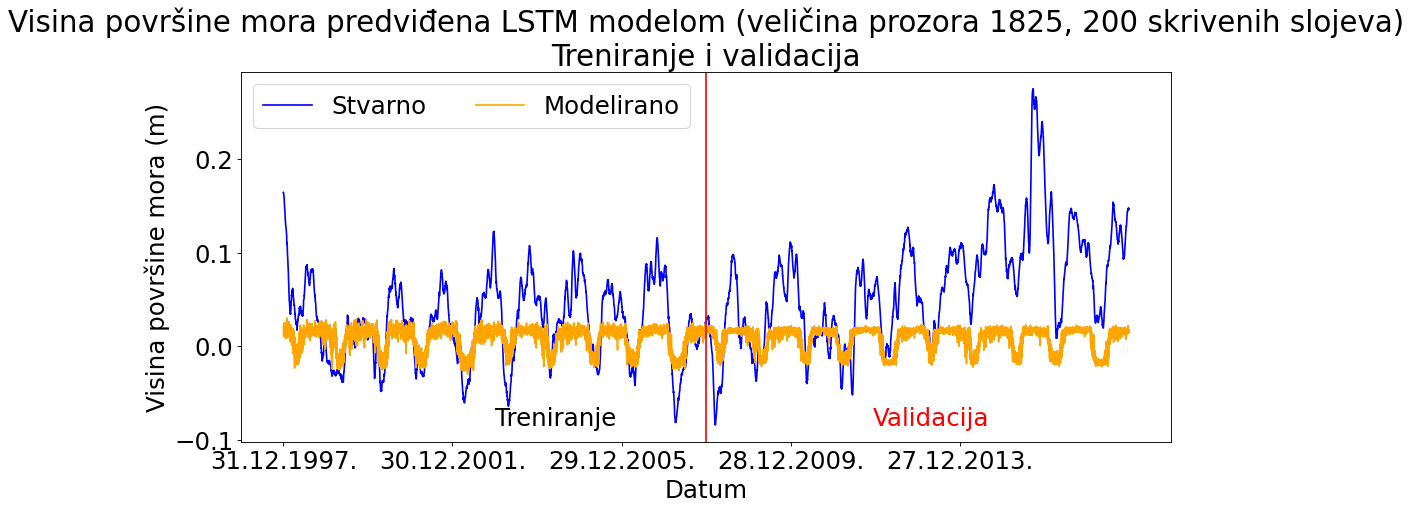 Visina površine mora predviđena LSTM modelom (veličina prozora 1825, 200 skrivenih slojeva)
Treniranje i validacija
Stvarno
Modelirano
Visina površine mora (m)
0.2
0.1
0.0
−0.1
Treniranje
Validacija
31.12.1997.
30.12.2001.
29.12.2005.
28.12.2009.
27.12.2013.
Datum